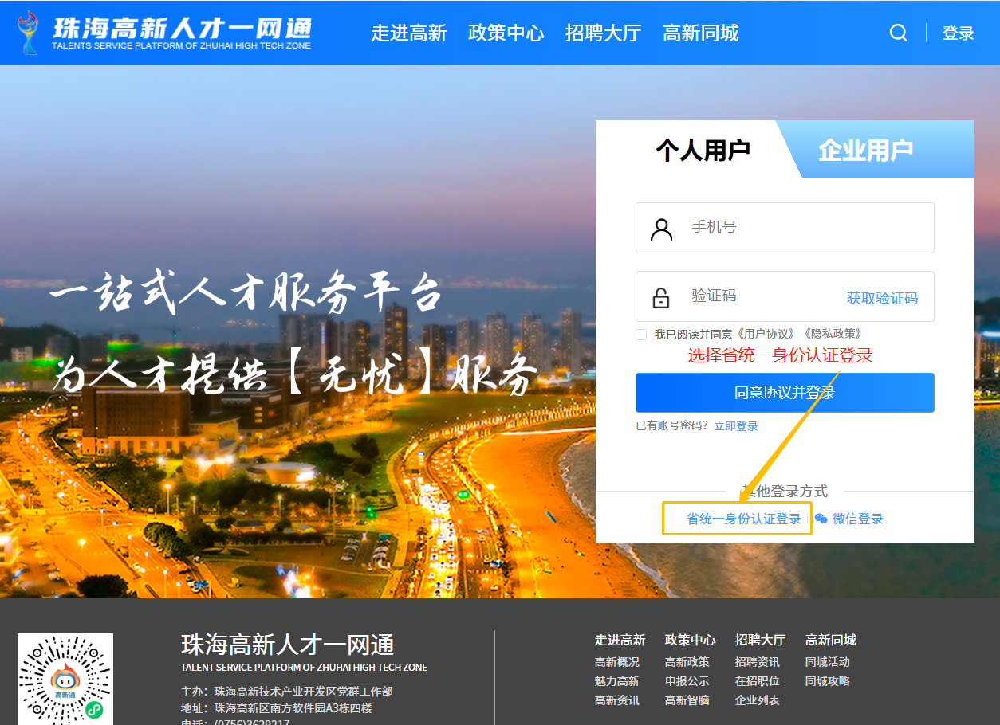 珠海高新人才一网通
TALENTS SERVICE PLATFORM OF ZHUHAI HIGH TECH ZONE
走进高新 政策中心 招聘大厅 高新同城
登录
个人用户 企业用户
手机号
验证码 获取验证码
我已阅读并同意《用户协议》《隐私政策》
选择省统一身份认证登录
同意协议并登录
已有账号密码？立即登录
其他登录方式
省统一身份认证登录 微信登录
一站式人才服务平台
为人才提供【无忧】服务
高新通
珠海高新人才一网通
TALENT SERVICE PLATFORM OF ZHUHAI HIGH TECH ZONE
主办：珠海高新技术产业开发区党群工作部
地址：珠海高新区南方软件园A3栋四楼
电话：(0756)3629217
走进高新 政策中心 招聘大厅 高新同城
高新概况 高新政策 招聘资讯 同城活动
魅力高新 申报公示 在招职位 同城攻略
高新资讯 高新智脑 企业列表